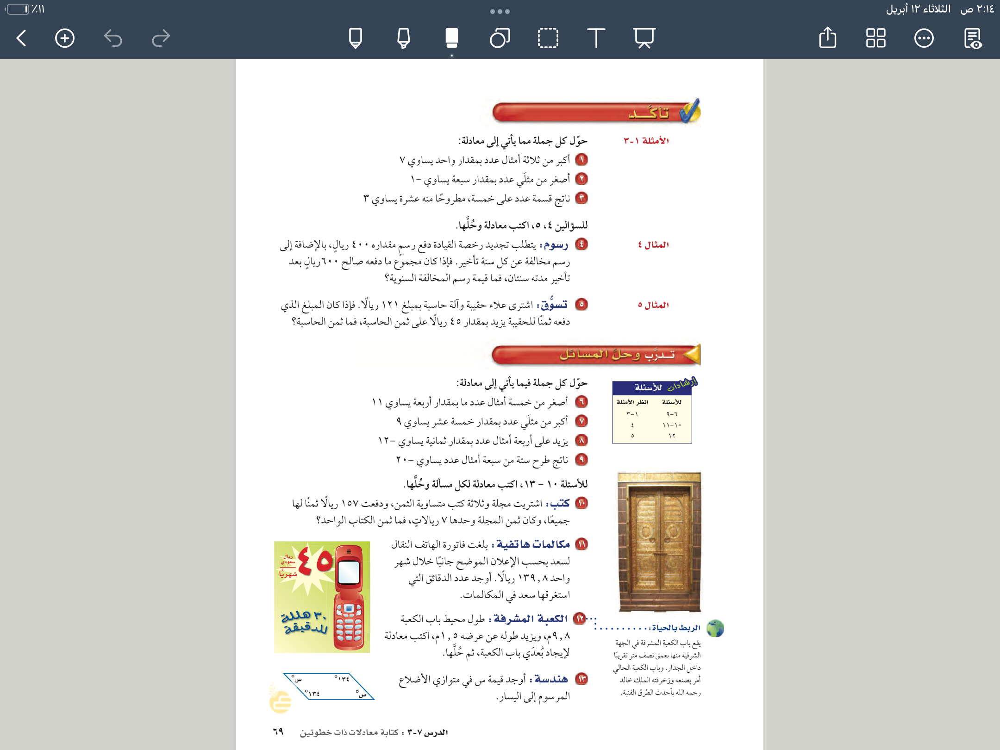 ٢:١٤ ص الثلاثاء ١٢ أبريل
٪١١
تأكَّـد
الأمثلة ١-٣
حوّل كل جملة مما يأتي إلى معادلة:
١ أكبر من ثلاثة أمثال عدد بمقدار واحد يساوي ٧
٢ أصغر من مثلَي عدد بمقدار سبعة يساوي -١
٣ ناتج قسمة عدد على خمسة، مطروحًا منه عشرة يساوي ٣
للسؤالين ٤، ٥، اكتب معادلة وحُلَّها.
المثال ٤
٤ رسوم: يتطلب تجديد رخصة القيادة دفع رسمٍ مقداره ٤٠٠ ريالٍ، بالإضافة إلى
رسم مخالفة عن كل سنة تأخير. فإذا كان مجموع ما دفعه صالح ٦٠٠ريالٍ بعد
تأخير مدته سنتان، فما قيمة رسم المخالفة السنوية؟
المثال ٥
٥ تسوُّق: اشترى علاء حقيبة وآلة حاسبة بمبلغ ١٢١ ريالًا. فإذا كان المبلغ الذي
دفعه ثمنًا للحقيبة يزيد بمقدار ٤٥ ريالًا على ثمن الحاسبة، فما ثمن الحاسبة؟
تـدرَّب وحلَّ المسائل
إرشادات للأسئلة
للأسئلة انظر الأمثلة
٦-٩ ١-٣
١٠-١١ ٤
١٢ ٥
حوّل كل جملة فيما يأتي إلى معادلة:
٦ أصغر من خمسة أمثال عدد ما بمقدار أربعة يساوي ١١
٧ أكبر من مثلَي عدد بمقدار خمسة عشر يساوي ٩
٨ يزيد على أربعة أمثال عدد بمقدار ثمانية يساوي -١٢
٩ ناتج طرح ستة من سبعة أمثال عدد يساوي -٢٠
للأسئلة ١٠ - ١٣، اكتب معادلة لكل مسألة وحُلَّها.
١٠ كتب: اشتريت مجلة وثلاثة كتب متساوية الثمن، ودفعت ١٥٧ ريالًا ثمنًا لها
جميعًا، وكان ثمن المجلة وحدها ٧ ريالاتٍ، فما ثمن الكتاب الواحد؟
١١ مكالمات هاتفية: بلغت فاتورة الهاتف النقال
لسعد بحسب الإعلان الموضح جانبًا خلال شهر
واحد ١٣٩,٨ ريالًا. أوجد عدد الدقائق التي
استغرقها سعد في المكالمات.
٤٥
ريال
سعودي
شهريًّا
٣٠ هللة
للدقيقة
١٢ الكعبة المشرفة: طول محيط باب الكعبة
٩,٨م، ويزيد طوله عن عرضه ١,٥م، اكتب معادلة
لإيجاد بُعدَي باب الكعبة، ثم حُلَّها.
الربط بالحياة:
يقع باب الكعبة المشرفة في الجهة
الشرقية منها بعمق نصف متر تقريبًا
داخل الجدار. وباب الكعبة الحالي
أمر بصنعه وزخرفته الملك خالد
رحمه الله بأحدث الطرق الفنية.
١٣ هندسة: أوجد قيمة س في متوازي الأضلاع
المرسوم إلى اليسار.
١٣٤° س°
س° ١٣٤°
الدرس ٧-٣: كتابة معادلات ذات خطوتين ٦٩